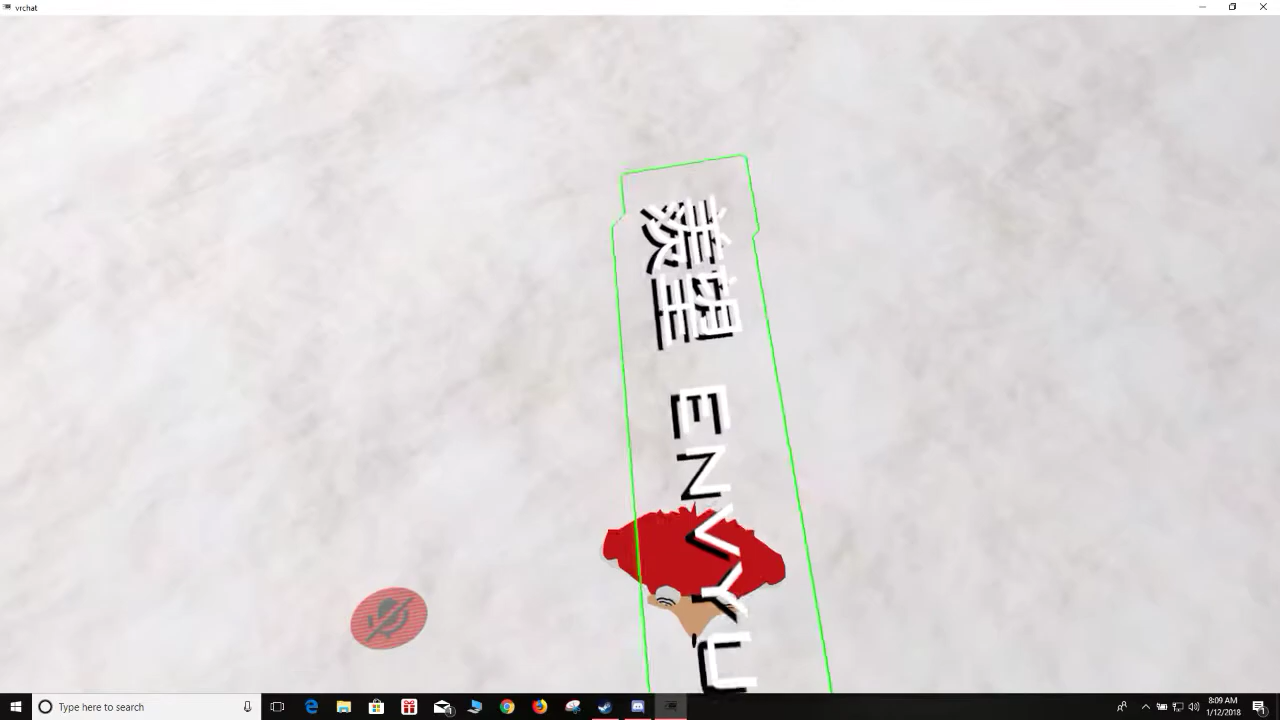 vrchat
羨望 ENVYU
Type here to search
8:09 AM
1/12/2018